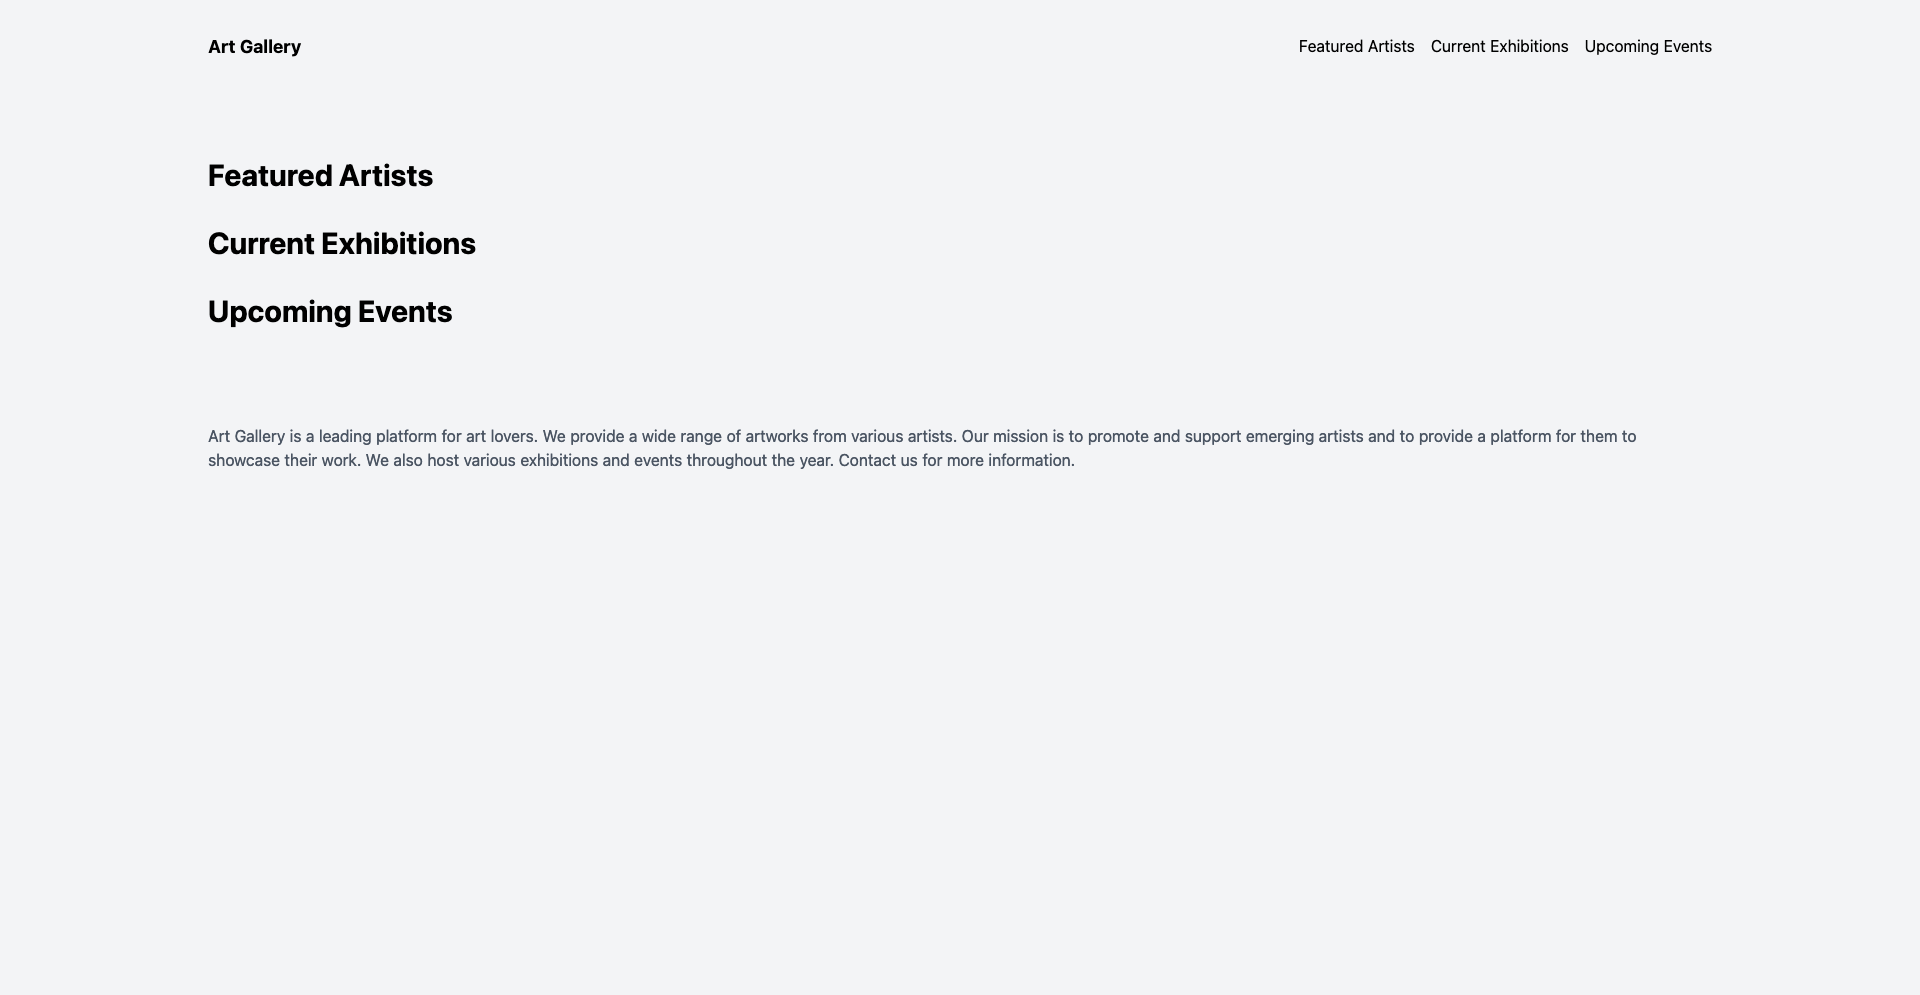 Art Gallery
Featured Artists
Current Exhibitions
Upcoming Events
Featured Artists
Current Exhibitions
Upcoming Events
Art Gallery is a leading platform for art lovers. We provide a wide range of artworks from various artists. Our mission is to promote and support emerging artists and to provide a platform for them to
showcase their work. We also host various exhibitions and events throughout the year. Contact us for more information.